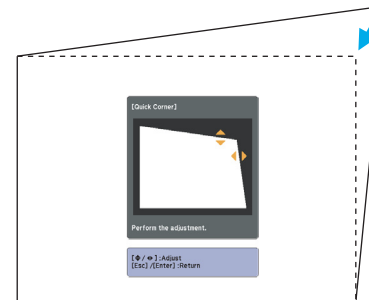 [Quick Corner]
Perform the adjustment.
[ / ] :Adjust
[Esc] /[Enter] :Return